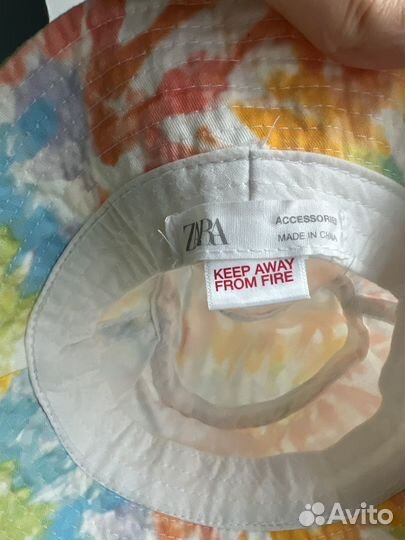 ZARA
ACCESSORIES
MADE IN CHINA
KEEP AWAY
FROM FIRE
Avito